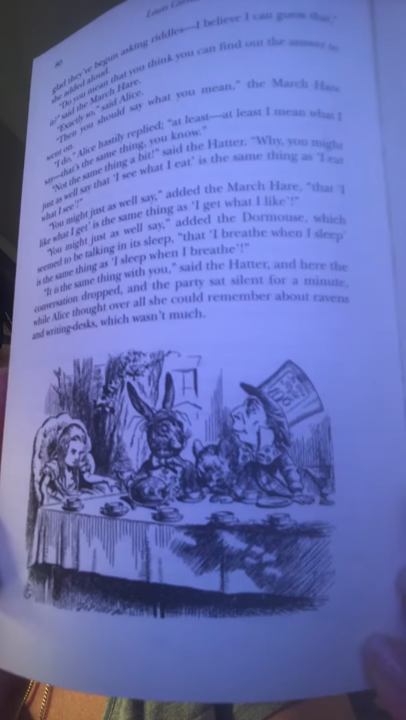 80
Lewis Carroll
glad they've begun asking riddles—I believe I can guess that,"
she added aloud.
"Do you mean that you think you can find out the answer to
it?" said the March Hare.
"Exactly so," said Alice.
"Then you should say what you mean," the March Hare
went on.
"I do," Alice hastily replied; "at least—at least I mean what I
say—that's the same thing, you know."
"Not the same thing a bit!" said the Hatter. "Why, you might
just as well say that 'I see what I eat' is the same thing as 'I eat
what I see'!"
"You might just as well say," added the March Hare, "that 'I
like what I get' is the same thing as 'I get what I like'!"
"You might just as well say," added the Dormouse, which
seemed to be talking in its sleep, "that 'I breathe when I sleep'
is the same thing as 'I sleep when I breathe'!"
"It is the same thing with you," said the Hatter, and here the
conversation dropped, and the party sat silent for a minute,
while Alice thought over all she could remember about ravens
and writing-desks, which wasn't much.